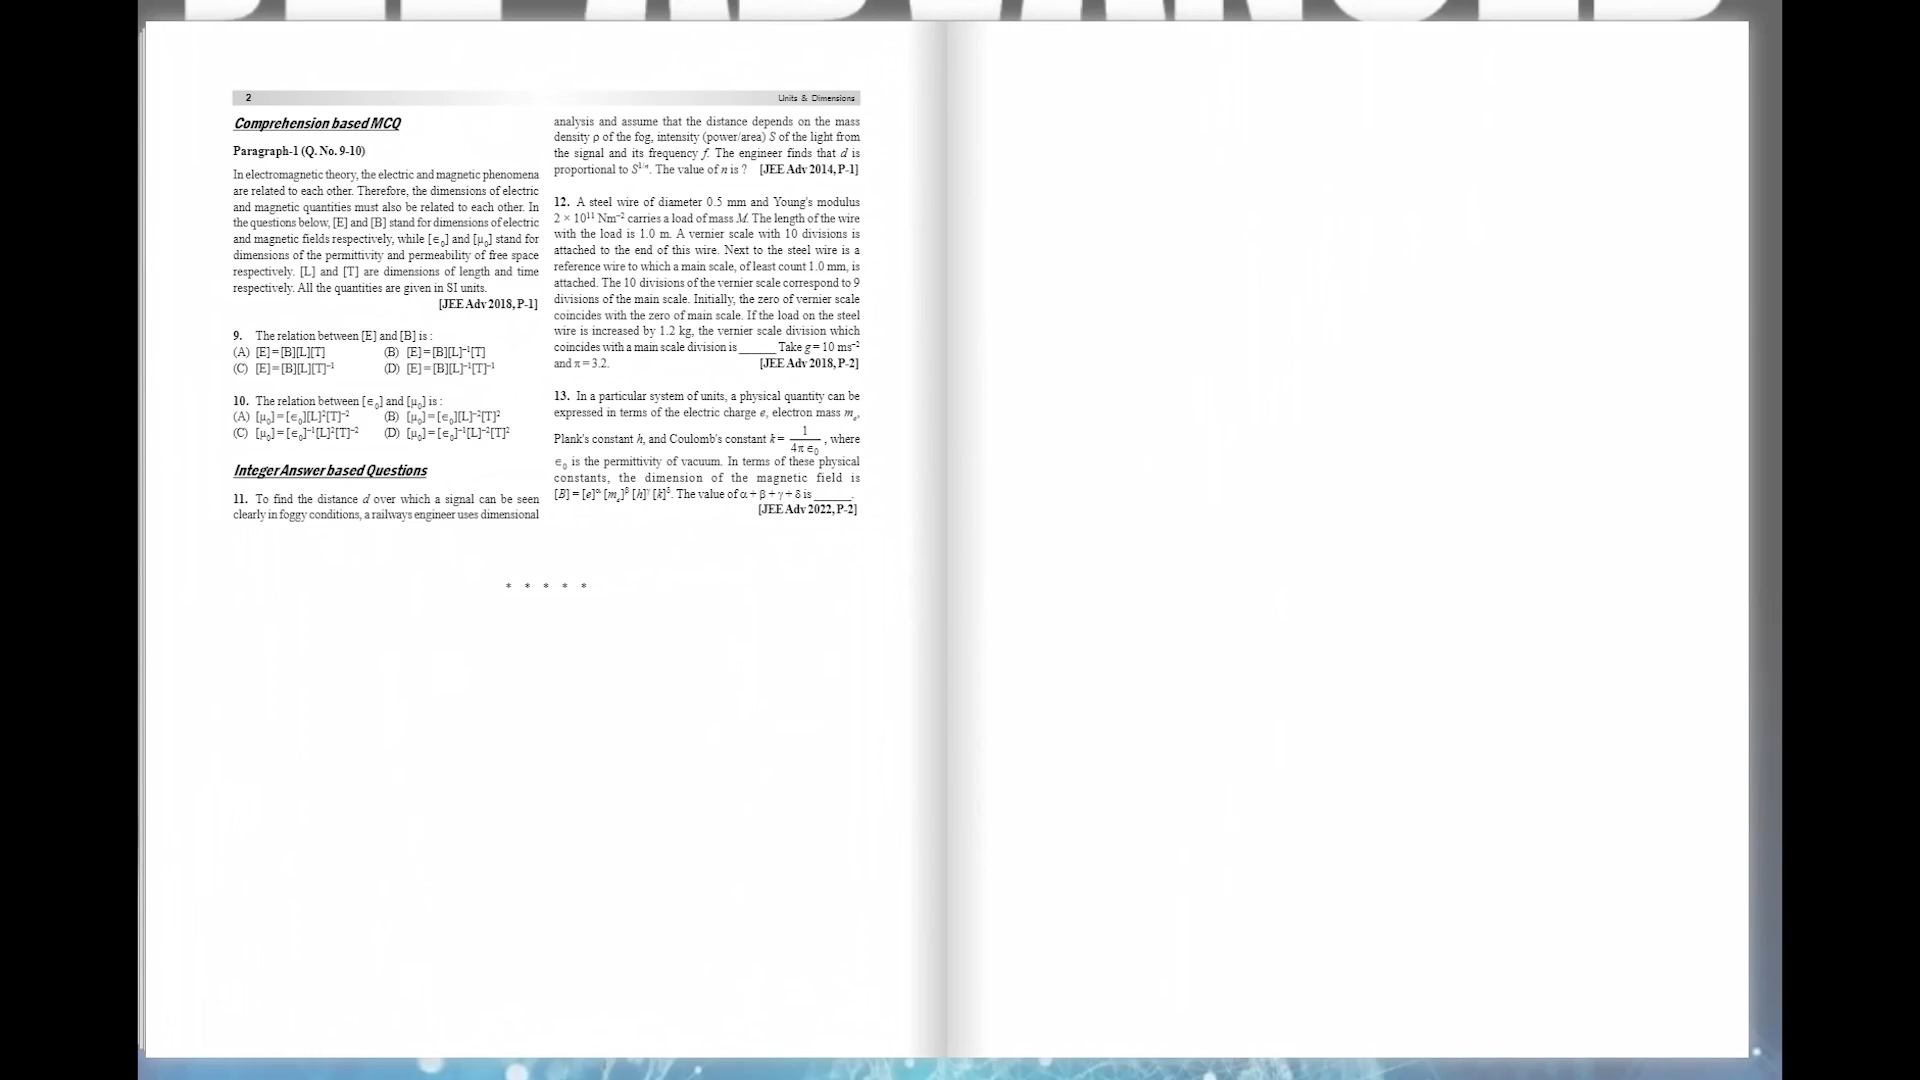 JEE ADVANCED
2
Units & Dimensions
Comprehension based MCQ
Paragraph-1 (Q. No. 9-10)
In electromagnetic theory, the electric and magnetic phenomena
are related to each other. Therefore, the dimensions of electric
and magnetic quantities must also be related to each other. In
the questions below, [E] and [B] stand for dimensions of electric
and magnetic fields respectively, while [∈₀] and [μ₀] stand for
dimensions of the permittivity and permeability of free space
respectively. [L] and [T] are dimensions of length and time
respectively. All the quantities are given in SI units.
[JEE Adv 2018, P-1]
9. The relation between [E] and [B] is :
(A) [E]=[B][L][T] (B) [E]=[B][L]⁻¹[T]
(C) [E]=[B][L][T]⁻¹ (D) [E]=[B][L]⁻¹[T]⁻¹
10. The relation between [∈₀] and [μ₀] is :
(A) [μ₀]=[∈₀][L]²[T]⁻² (B) [μ₀]=[∈₀][L]⁻²[T]²
(C) [μ₀]=[∈₀]⁻¹[L]²[T]⁻² (D) [μ₀]=[∈₀]⁻¹[L]⁻²[T]²
Integer Answer based Questions
11. To find the distance d over which a signal can be seen
clearly in foggy conditions, a railways engineer uses dimensional
analysis and assume that the distance depends on the mass
density ρ of the fog, intensity (power/area) S of the light from
the signal and its frequency f. The engineer finds that d is
proportional to S¹/ⁿ. The value of n is ? [JEE Adv 2014, P-1]
12. A steel wire of diameter 0.5 mm and Young's modulus
2 × 10¹¹ Nm⁻² carries a load of mass M. The length of the wire
with the load is 1.0 m. A vernier scale with 10 divisions is
attached to the end of this wire. Next to the steel wire is a
reference wire to which a main scale, of least count 1.0 mm, is
attached. The 10 divisions of the vernier scale correspond to 9
divisions of the main scale. Initially, the zero of vernier scale
coincides with the zero of main scale. If the load on the steel
wire is increased by 1.2 kg, the vernier scale division which
coincides with a main scale division is ______ Take g = 10 ms⁻²
and π = 3.2. [JEE Adv 2018, P-2]
13. In a particular system of units, a physical quantity can be
expressed in terms of the electric charge e, electron mass mₑ,
Plank's constant h, and Coulomb's constant k = 1/4π∈₀, where
∈₀ is the permittivity of vacuum. In terms of these physical
constants, the dimension of the magnetic field is
[B] = [e]^α [mₑ]^β [h]^γ [k]^δ. The value of α + β + γ + δ is ______.
[JEE Adv 2022, P-2]
* * * * *